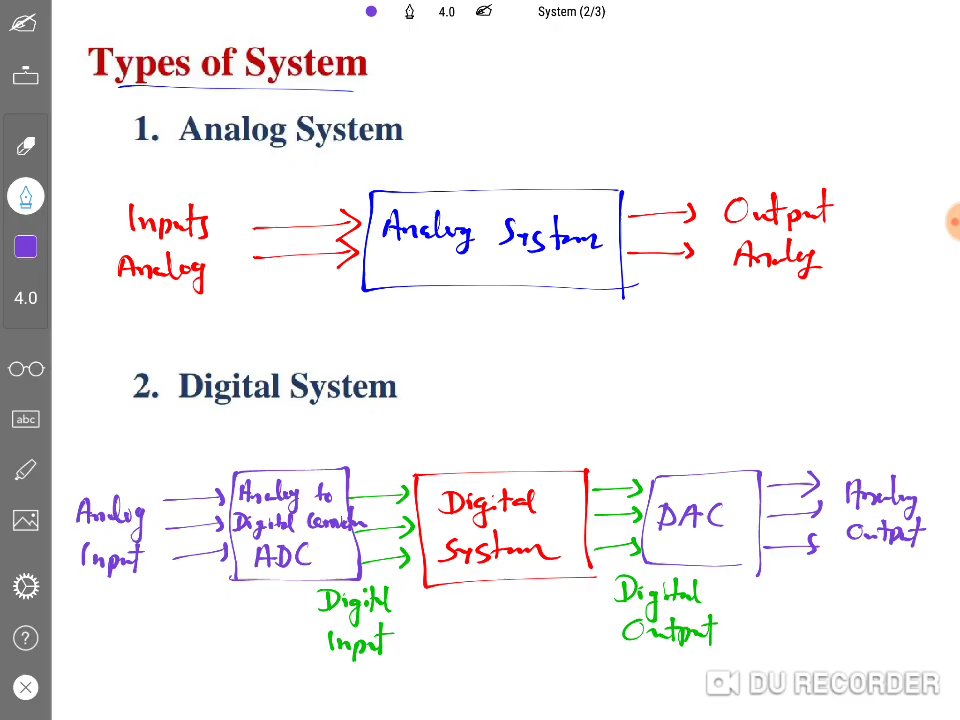 4.0
System (2/3)
Types of System
1. Analog System
Inputs
Analog
Analog System
Output
Analog
2. Digital System
Analog
Input
Analog to
Digital
ADC
Digital
Input
Digital
System
Digital
Output
DAC
Analog
Output
4.0
abc
?
DU RECORDER